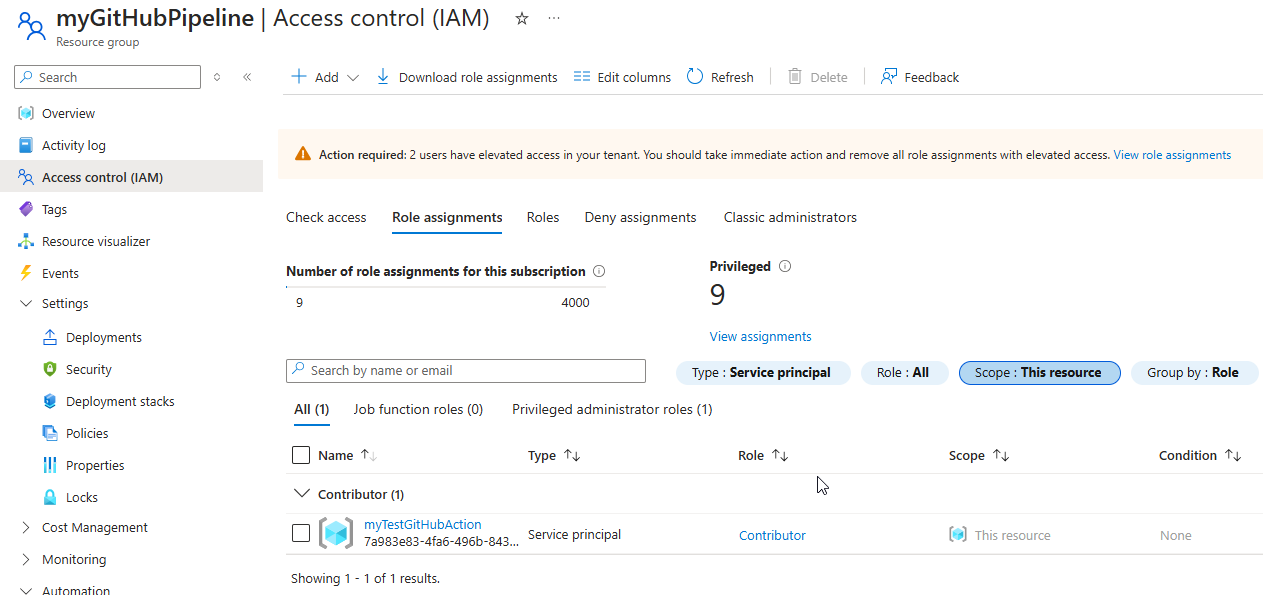 myGitHubPipeline | Access control (IAM)
Resource group
Search
Add
Download role assignments
Edit columns
Refresh
Delete
Feedback
Overview
Activity log
Access control (IAM)
Tags
Resource visualizer
Events
Settings
Deployments
Security
Deployment stacks
Policies
Properties
Locks
Cost Management
Monitoring
Automation
Action required: 2 users have elevated access in your tenant. You should take immediate action and remove all role assignments with elevated access. View role assignments
Check access
Role assignments
Roles
Deny assignments
Classic administrators
Number of role assignments for this subscription
9
4000
Privileged
9
View assignments
Search by name or email
Type : Service principal
Role : All
Scope : This resource
Group by : Role
All (1)
Job function roles (0)
Privileged administrator roles (1)
Name
Type
Role
Scope
Condition
Contributor (1)
myTestGitHubAction
7a983e83-4fa6-496b-843...
Service principal
Contributor
This resource
None
Showing 1 - 1 of 1 results.